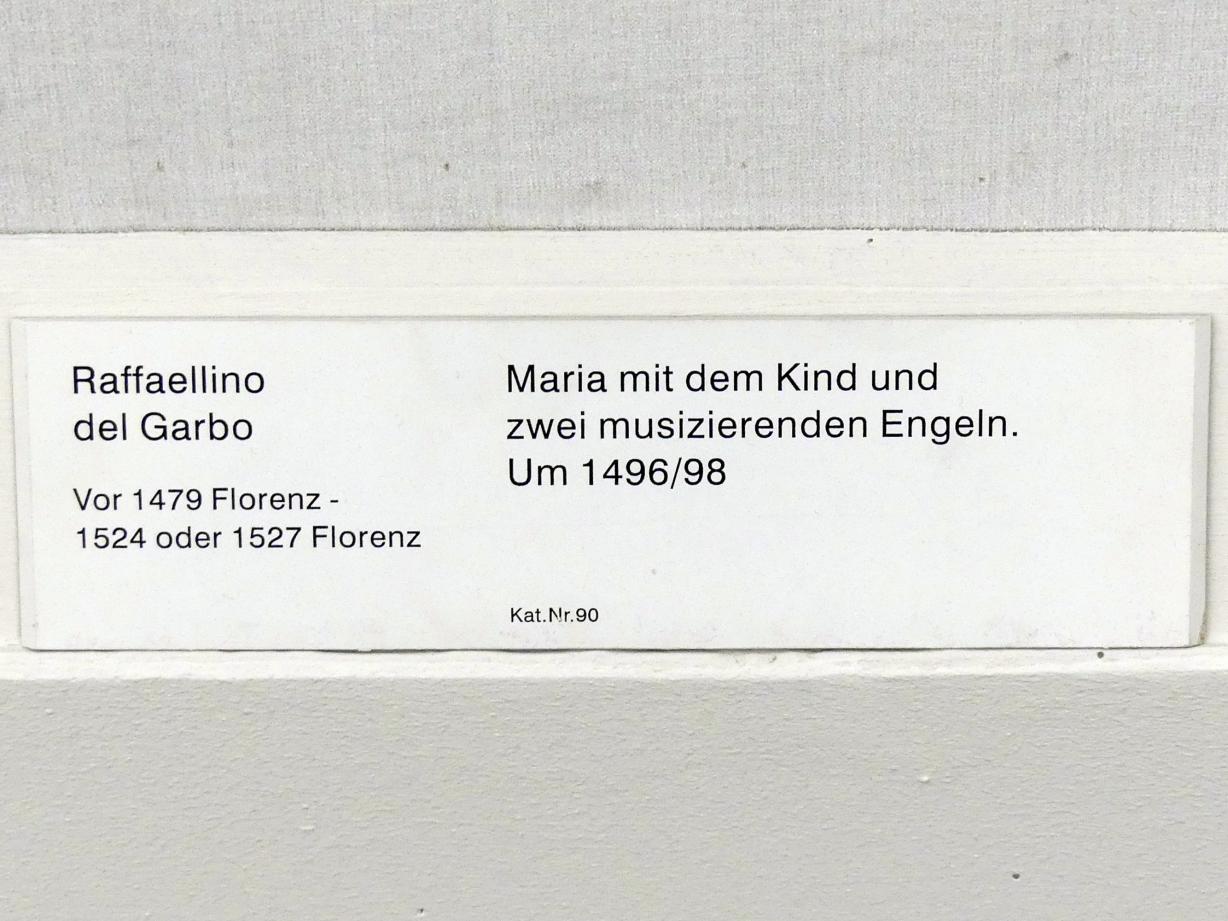 Raffaellino
del Garbo
Vor 1479 Florenz -
1524 oder 1527 Florenz
Maria mit dem Kind und
zwei musizierenden Engeln.
Um 1496/98
Kat.Nr.90